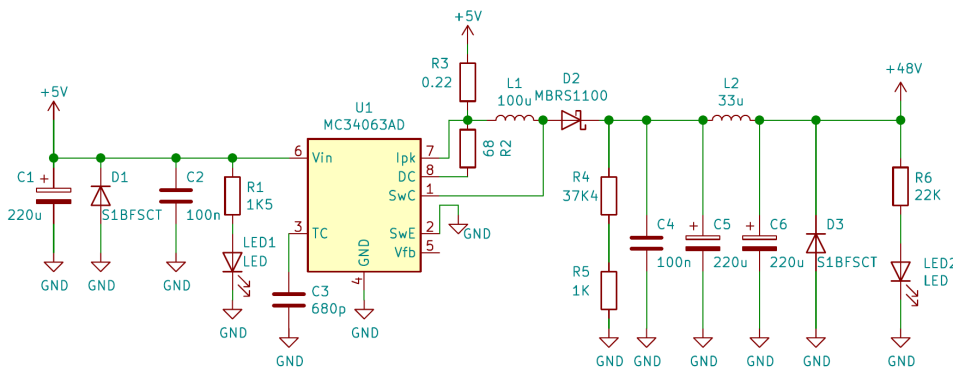 +5V
R3
0.22
L1
100u
D2
MBRS1100
L2
33u
+48V
+5V
U1
MC34063AD
6
Vin
Ipk
7
DC
8
SwC
1
3
TC
SwE
2
Vfb
5
GND
4
68
R2
GND
C1
+
220u
D1
S1BFSCT
C2
100n
R1
1K5
LED1
LED
C3
680p
R4
37K4
R5
1K
C4
100n
+
C5
220u
+
C6
220u
D3
S1BFSCT
R6
22K
LED2
LED
GND
GND
GND
GND
GND
GND
GND
GND
GND
GND
GND
GND